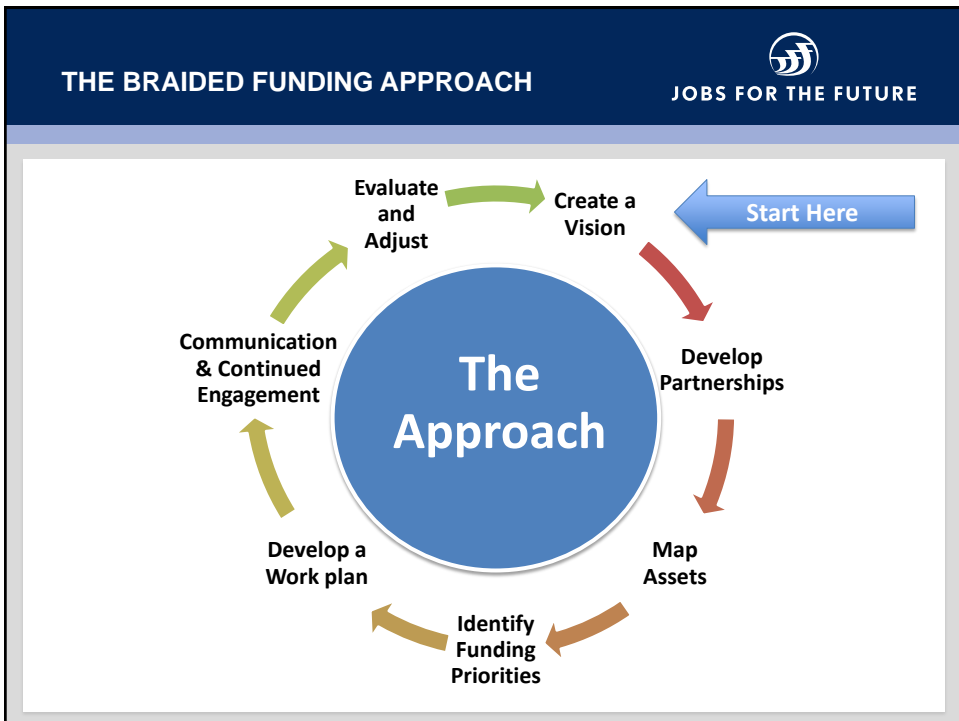 THE BRAIDED FUNDING APPROACH
JOBS FOR THE FUTURE
Start Here
Create a
Vision
Develop
Partnerships
Map
Assets
Identify
Funding
Priorities
Develop a
Work plan
Communication
& Continued
Engagement
Evaluate
and
Adjust
The
Approach